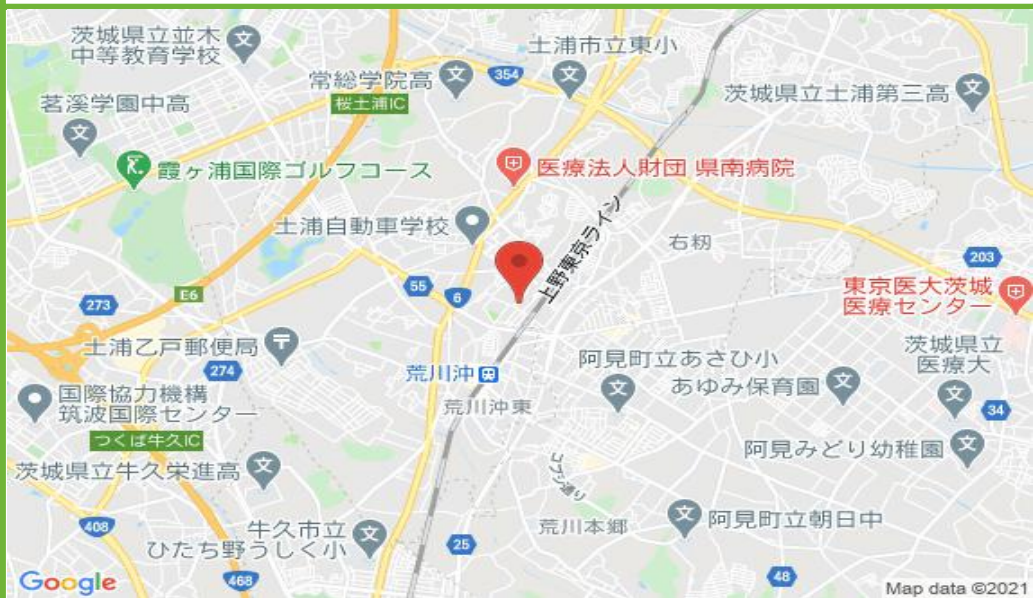 茨城県立並木
中等教育学校
土浦市立東小
常総学院高
354
桜土浦IC
茨城県立土浦第三高
茗溪学園中高
霞ヶ浦国際ゴルフコース
医療法人財団 県南病院
土浦自動車学校
上野東京ライン
右籾
203
55
6
E6
273
東京医大茨城
医療センター
土浦乙戸郵便局
274
荒川沖
阿見町立あさひ小
茨城県立
医療大
あゆみ保育園
国際協力機構
筑波国際センター
荒川沖東
34
つくば牛久IC
阿見みどり幼稚園
茨城県立牛久栄進高
コブシ通り
408
牛久市立
ひたち野うしく小
荒川本郷
阿見町立朝日中
25
468
48
Google
Map data ©2021